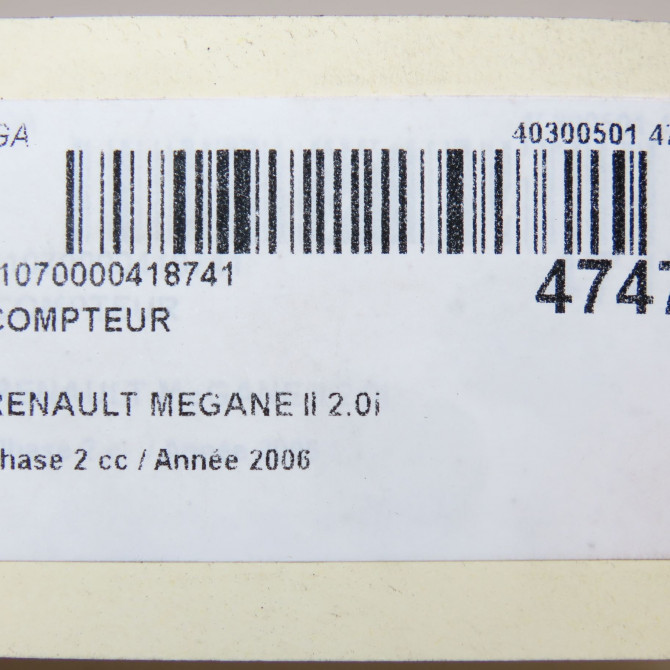 GA 40300501 47
1070000418741 4747
COMPTEUR
RENAULT MEGANE II 2.0i
hase 2 cc / Année 2006